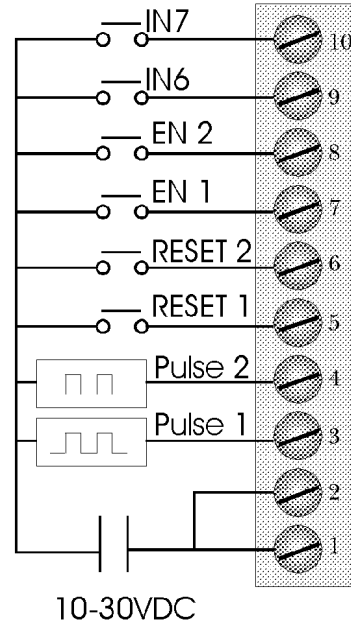 IN7
10
IN6
9
EN 2
8
EN 1
7
RESET 2
6
RESET 1
5
Pulse 2
4
Pulse 1
3
2
1
10-30VDC